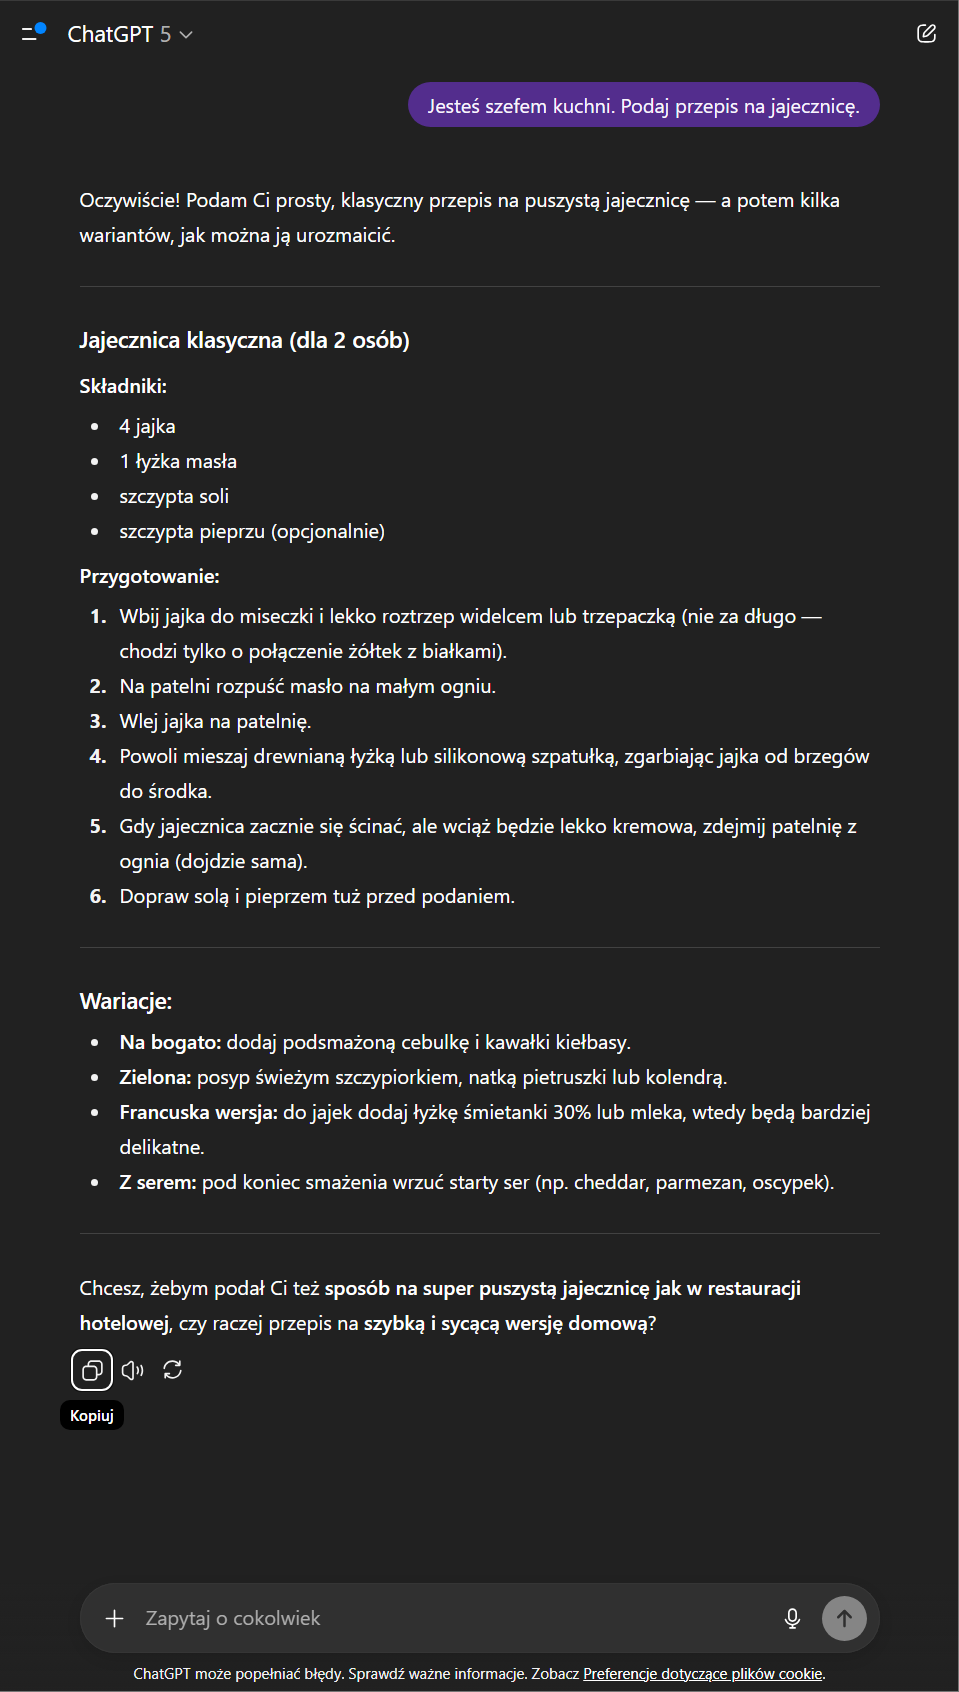 ChatGPT 5
Jesteś szefem kuchni. Podaj przepis na jajecznicę.
Oczywiście! Podam Ci prosty, klasyczny przepis na puszystą jajecznicę — a potem kilka
wariantów, jak można ją urozmaicić.
Jajecznica klasyczna (dla 2 osób)
Składniki:
• 4 jajka
• 1 łyżka masła
• szczypta soli
• szczypta pieprzu (opcjonalnie)
Przygotowanie:
1. Wbij jajka do miseczki i lekko roztrzep widelcem lub trzepaczką (nie za długo —
chodzi tylko o połączenie żółtek z białkami).
2. Na patelni rozpuść masło na małym ogniu.
3. Wlej jajka na patelnię.
4. Powoli mieszaj drewnianą łyżką lub silikonową szpatułką, zgarbiając jajka od brzegów
do środka.
5. Gdy jajecznica zacznie się ścinać, ale wciąż będzie lekko kremowa, zdejmij patelnię z
ognia (dojdzie sama).
6. Dopraw solą i pieprzem tuż przed podaniem.
Wariacje:
• Na bogato: dodaj podsmażoną cebulkę i kawałki kiełbasy.
• Zielona: posyp świeżym szczypiorkiem, natką pietruszki lub kolendrą.
• Francuska wersja: do jajek dodaj łyżkę śmietanki 30% lub mleka, wtedy będą bardziej
delikatne.
• Z serem: pod koniec smażenia wrzuć starty ser (np. cheddar, parmezan, oscypek).
Chcesz, żebym podał Ci też sposób na super puszystą jajecznicę jak w restauracji
hotelowej, czy raczej przepis na szybką i sycącą wersję domową?
Kopiuj
Zapytaj o cokolwiek
ChatGPT może popełniać błędy. Sprawdź ważne informacje. Zobacz Preferencje dotyczące plików cookie.